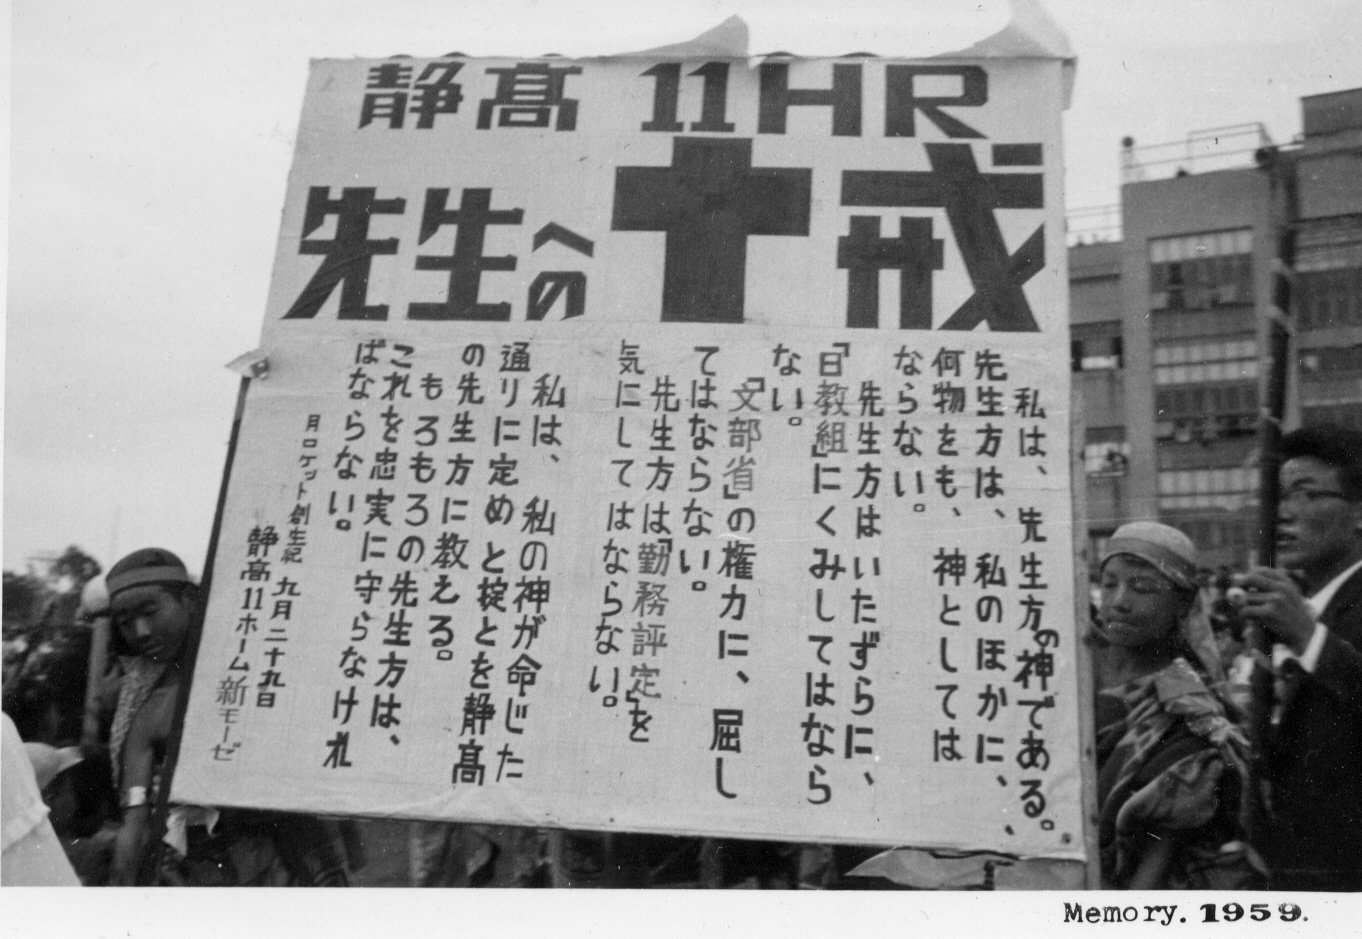 静高 11HR
先生への十戒
私は、先生方の神である。
先生方は、私のほかに、
何物をも、神としては
ならない。
先生方はいたずらに、
「日教組」にくみしてはなら
ない。
「文部省」の権力に、屈し
てはならない。
先生方は「勤務評定」を
気にしてはならない。
私は、私の神が命じた
通りに定めと掟とを静高
の先生方に教える。
もろもろの先生方は、
これを忠実に守らなけれ
ばならない。
月ロケット創生紀 九月二十九日
静高11ホーム 新モーゼ
Memory. 1959.